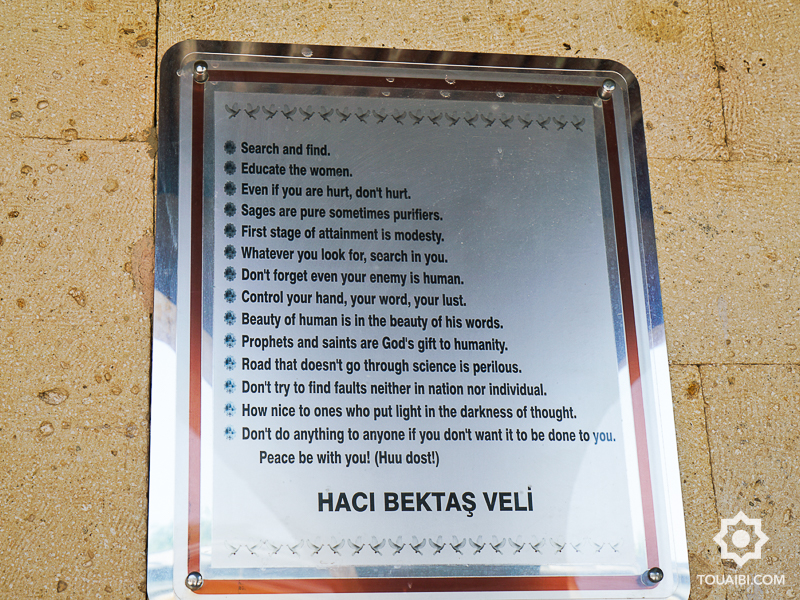 Search and find.
Educate the women.
Even if you are hurt, don't hurt.
Sages are pure sometimes purifiers.
First stage of attainment is modesty.
Whatever you look for, search in you.
Don't forget even your enemy is human.
Control your hand, your word, your lust.
Beauty of human is in the beauty of his words.
Prophets and saints are God's gift to humanity.
Road that doesn't go through science is perilous.
Don't try to find faults neither in nation nor individual.
How nice to ones who put light in the darkness of thought.
Don't do anything to anyone if you don't want it to be done to you.
Peace be with you! (Huu dost!)
HACI BEKTAŞ VELİ
TOUAIBI.COM